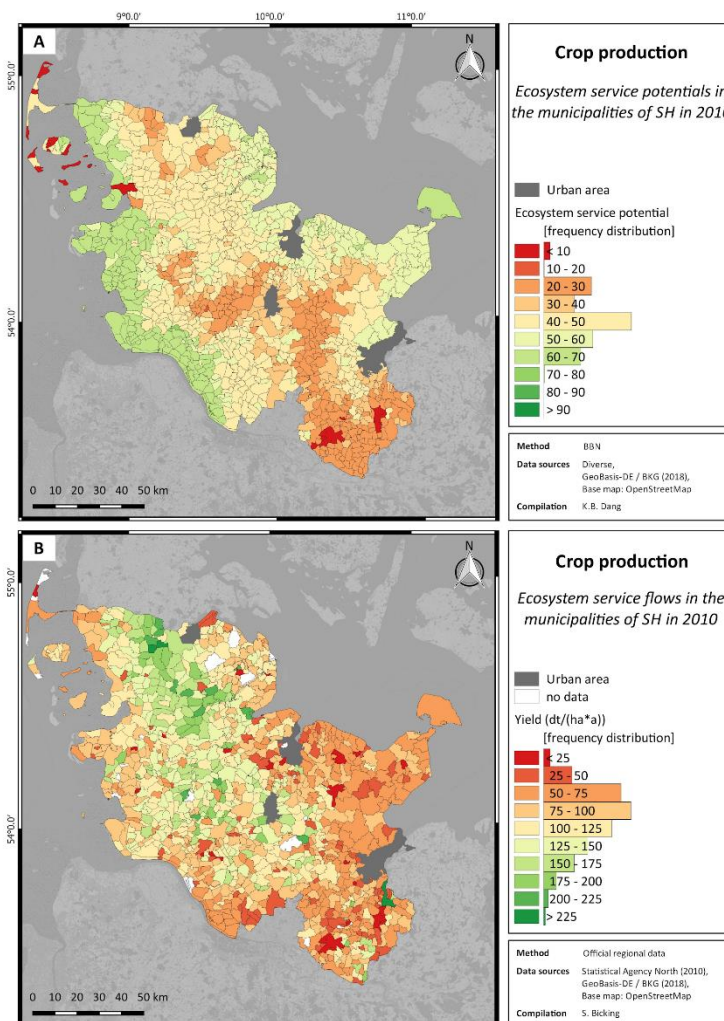 9°0.0'
10°0.0'
11°0.0'
A
N
55°0.0'
54°0.0'
0 10 20 30 40 50 km
Crop production
Ecosystem service potentials in
the municipalities of SH in 2010
Urban area
Ecosystem service potential
[frequency distribution]
< 10
10 - 20
20 - 30
30 - 40
40 - 50
50 - 60
60 - 70
70 - 80
80 - 90
> 90
Method BBN
Data sources Diverse,
GeoBasis-DE / BKG (2018),
Base map: OpenStreetMap
Compilation K.B. Dang
B
N
55°0.0'
54°0.0'
0 10 20 30 40 50 km
Crop production
Ecosystem service flows in the
municipalities of SH in 2010
Urban area
no data
Yield (dt/(ha*a))
[frequency distribution]
< 25
25 - 50
50 - 75
75 - 100
100 - 125
125 - 150
150 - 175
175 - 200
200 - 225
> 225
Method Official regional data
Data sources Statistical Agency North (2010),
GeoBasis-DE / BKG (2018),
Base map: OpenStreetMap
Compilation S. Bicking